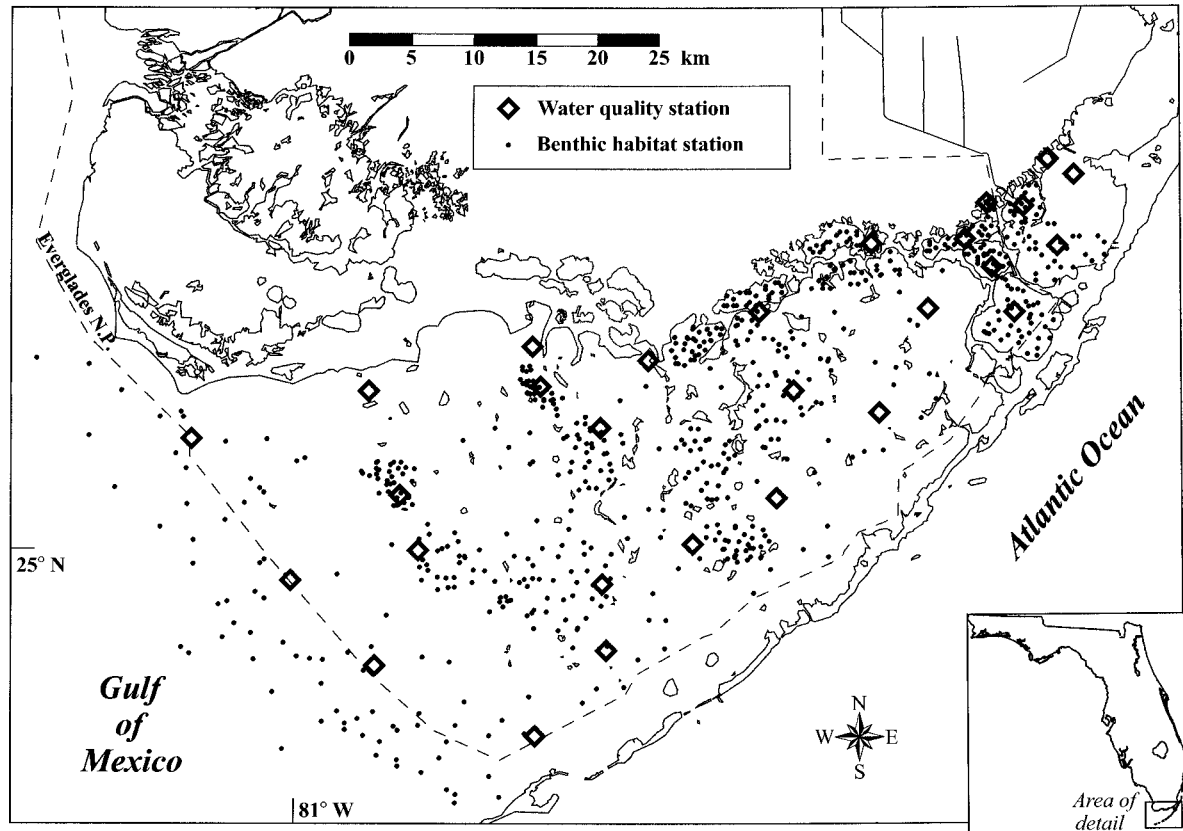 0 5 10 15 20 25 km
Water quality station
Benthic habitat station
Everglades N.P.
Atlantic Ocean
25° N
Gulf
of
Mexico
N
W E
S
81° W
Area of
detail